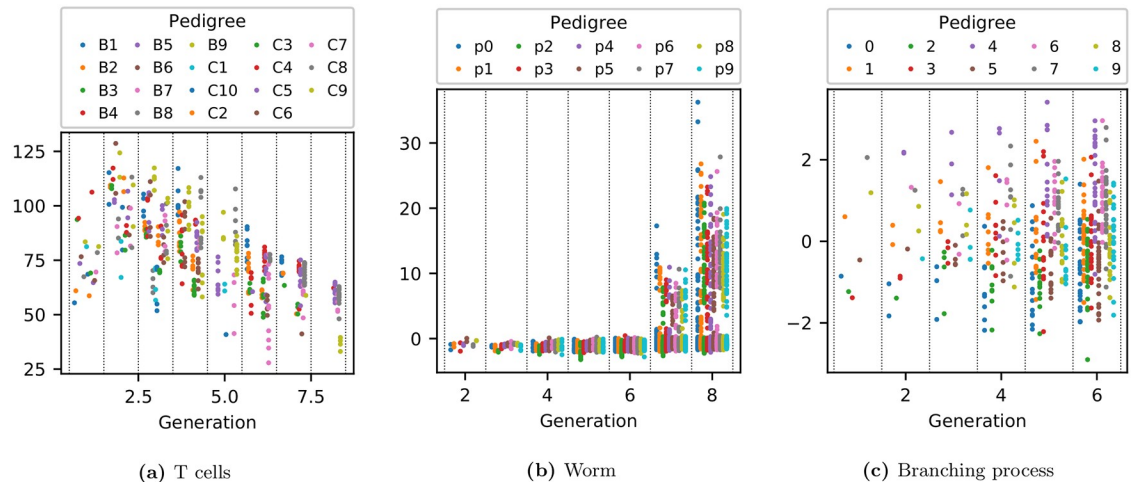 Pedigree
B1 B5 B9 C3 C7
B2 B6 C1 C4 C8
B3 B7 C10 C5 C9
B4 B8 C2 C6
125
100
75
50
25
2.5 5.0 7.5
Generation
(a) T cells
Pedigree
p0 p2 p4 p6 p8
p1 p3 p5 p7 p9
30
20
10
0
2 4 6 8
Generation
(b) Worm
Pedigree
0 2 4 6 8
1 3 5 7 9
2
0
−2
2 4 6
Generation
(c) Branching process